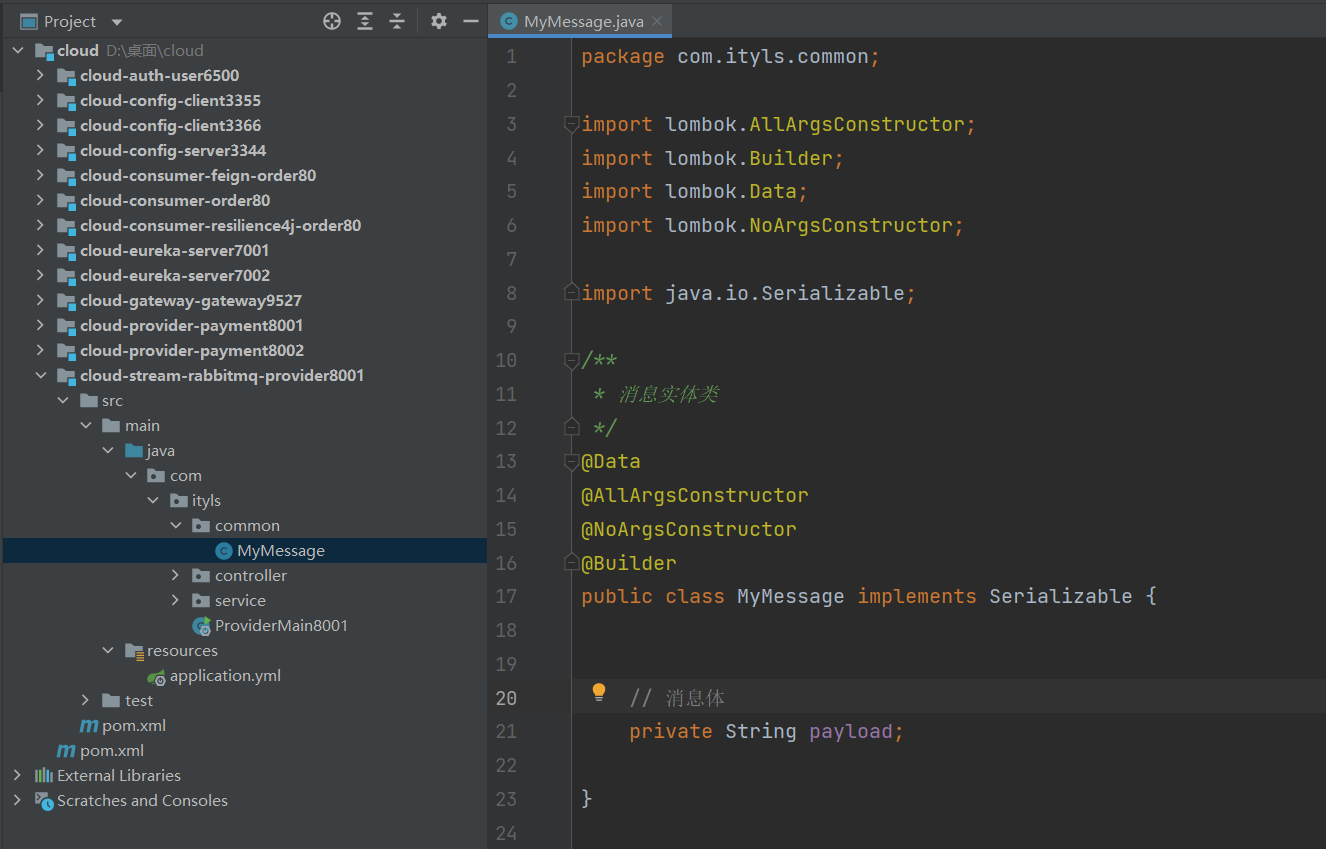 Project
cloud D:\桌面\cloud
cloud-auth-user6500
cloud-config-client3355
cloud-config-client3366
cloud-config-server3344
cloud-consumer-feign-order80
cloud-consumer-order80
cloud-consumer-resilience4j-order80
cloud-eureka-server7001
cloud-eureka-server7002
cloud-gateway-gateway9527
cloud-provider-payment8001
cloud-provider-payment8002
cloud-stream-rabbitmq-provider8001
src
main
java
com
ityls
common
MyMessage
controller
service
ProviderMain8001
resources
application.yml
test
pom.xml
pom.xml
External Libraries
Scratches and Consoles
MyMessage.java
1 package com.ityls.common;
2
3 import lombok.AllArgsConstructor;
4 import lombok.Builder;
5 import lombok.Data;
6 import lombok.NoArgsConstructor;
7
8 import java.io.Serializable;
9
10 /**
11 * 消息实体类
12 */
13 @Data
14 @AllArgsConstructor
15 @NoArgsConstructor
16 @Builder
17 public class MyMessage implements Serializable {
18
19
20 // 消息体
21 private String payload;
22
23 }
24